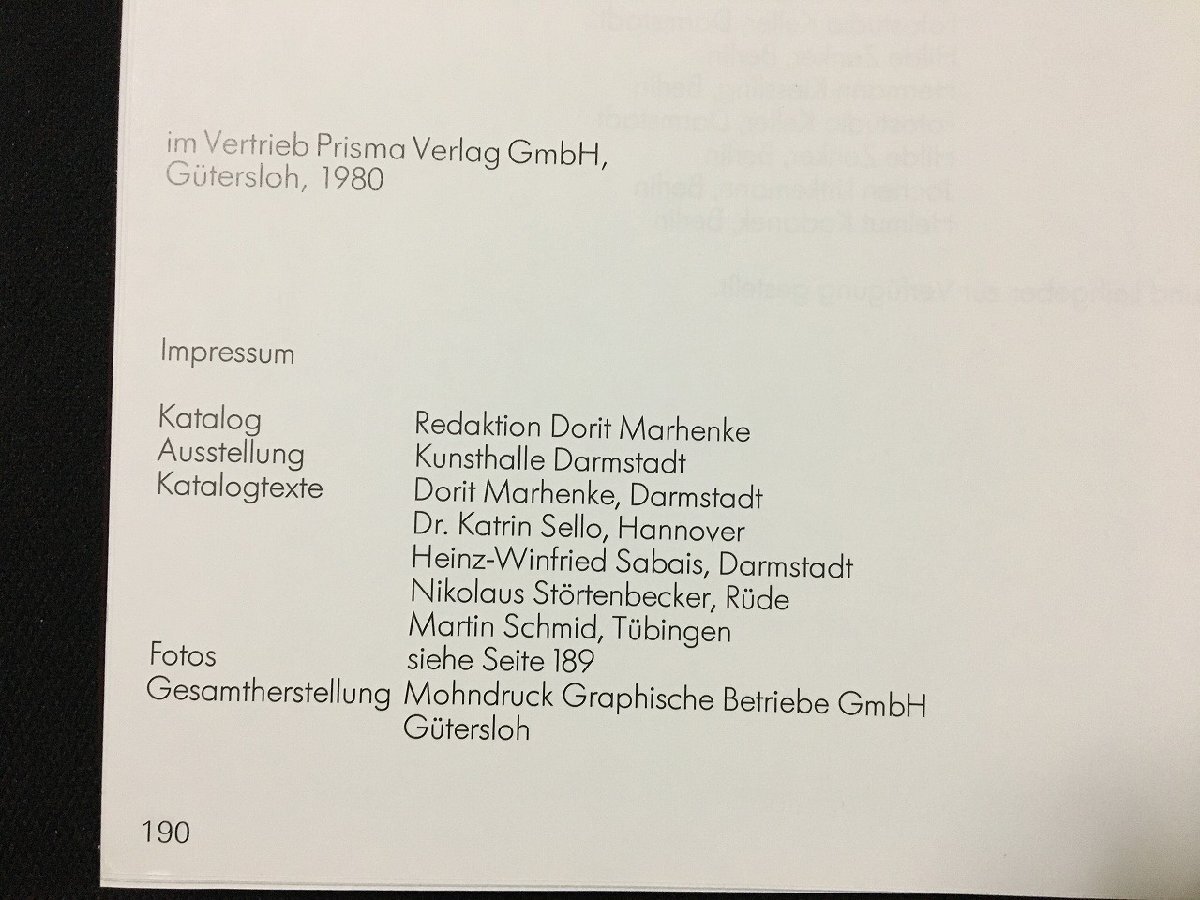 im Vertrieb Prisma Verlag GmbH,
Gütersloh, 1980
Impressum
Katalog Redaktion Dorit Marhenke
Ausstellung Kunsthalle Darmstadt
Katalogtexte Dorit Marhenke, Darmstadt
Dr. Katrin Sello, Hannover
Heinz-Winfried Sabais, Darmstadt
Nikolaus Störtenbecker, Rüde
Martin Schmid, Tübingen
Fotos siehe Seite 189
Gesamtherstellung Mohndruck Graphische Betriebe GmbH
Gütersloh
190